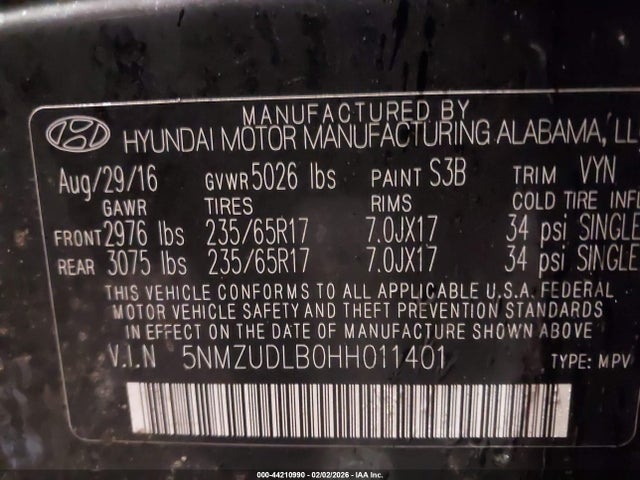 MANUFACTURED BY
HYUNDAI MOTOR MANUFACTURING ALABAMA, LL
Aug/29/16 GVWR 5026 lbs PAINT S3B TRIM VYN
GAWR TIRES RIMS COLD TIRE INFL
FRONT 2976 lbs 235/65R17 7.0JX17 34 psi SINGLE
REAR 3075 lbs 235/65R17 7.0JX17 34 psi SINGLE
THIS VEHICLE CONFORMS TO ALL APPLICABLE U.S.A. FEDERAL
MOTOR VEHICLE SAFETY AND THEFT PREVENTION STANDARDS
IN EFFECT ON THE DATE OF MANUFACTURE SHOWN ABOVE
V.I.N 5NMZUDLB0HH011401 TYPE: MPV
000-44210990 - 02/02/2026 - IAA Inc.